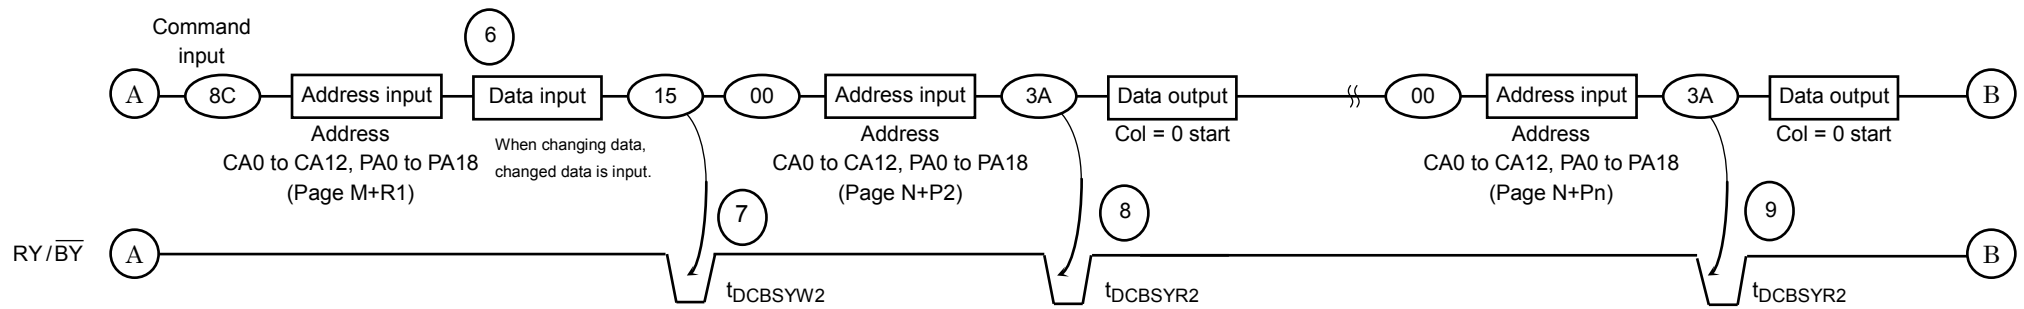 Command
input
6
A 8C Address input Data input 15 00 Address input 3A Data output 00 Address input 3A Data output B
Address
CA0 to CA12, PA0 to PA18
(Page M+R1)
When changing data,
changed data is input.
Address
CA0 to CA12, PA0 to PA18
(Page N+P2)
Col = 0 start
Address
CA0 to CA12, PA0 to PA18
(Page N+Pn)
Col = 0 start
7
8
9
RY/BY A B
tDCBSYW2
tDCBSYR2
tDCBSYR2